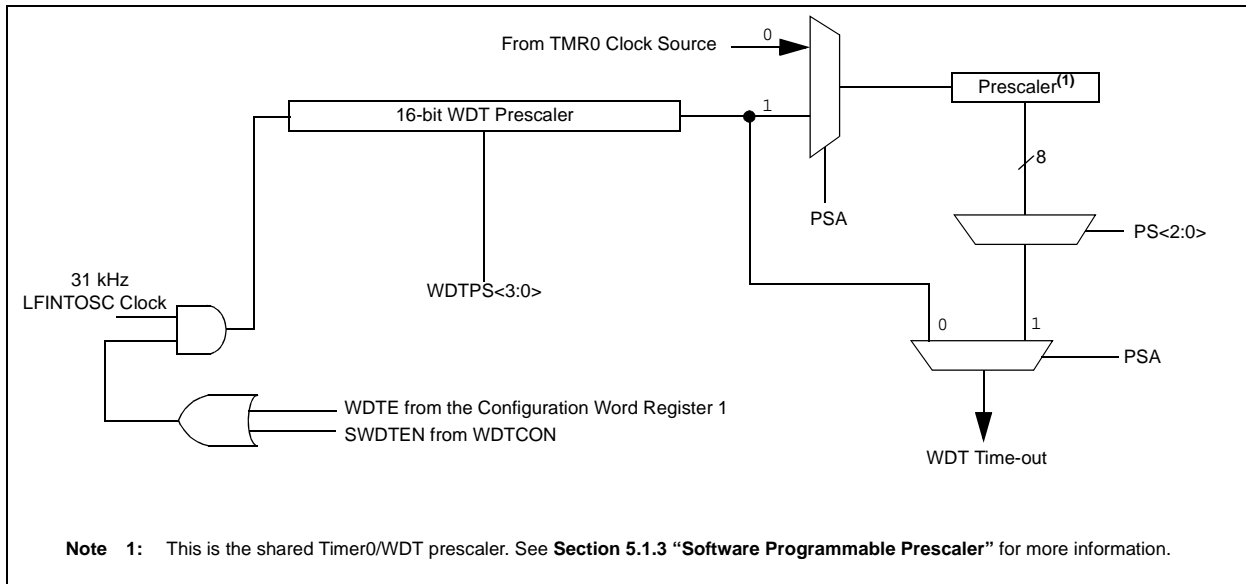 From TMR0 Clock Source
0
Prescaler(1)
16-bit WDT Prescaler
1
8
PSA
PS<2:0>
31 kHz
LFINTOSC Clock
WDTPS<3:0>
0
1
PSA
WDTE from the Configuration Word Register 1
SWDTEN from WDTCON
WDT Time-out
Note 1: This is the shared Timer0/WDT prescaler. See Section 5.1.3 “Software Programmable Prescaler” for more information.